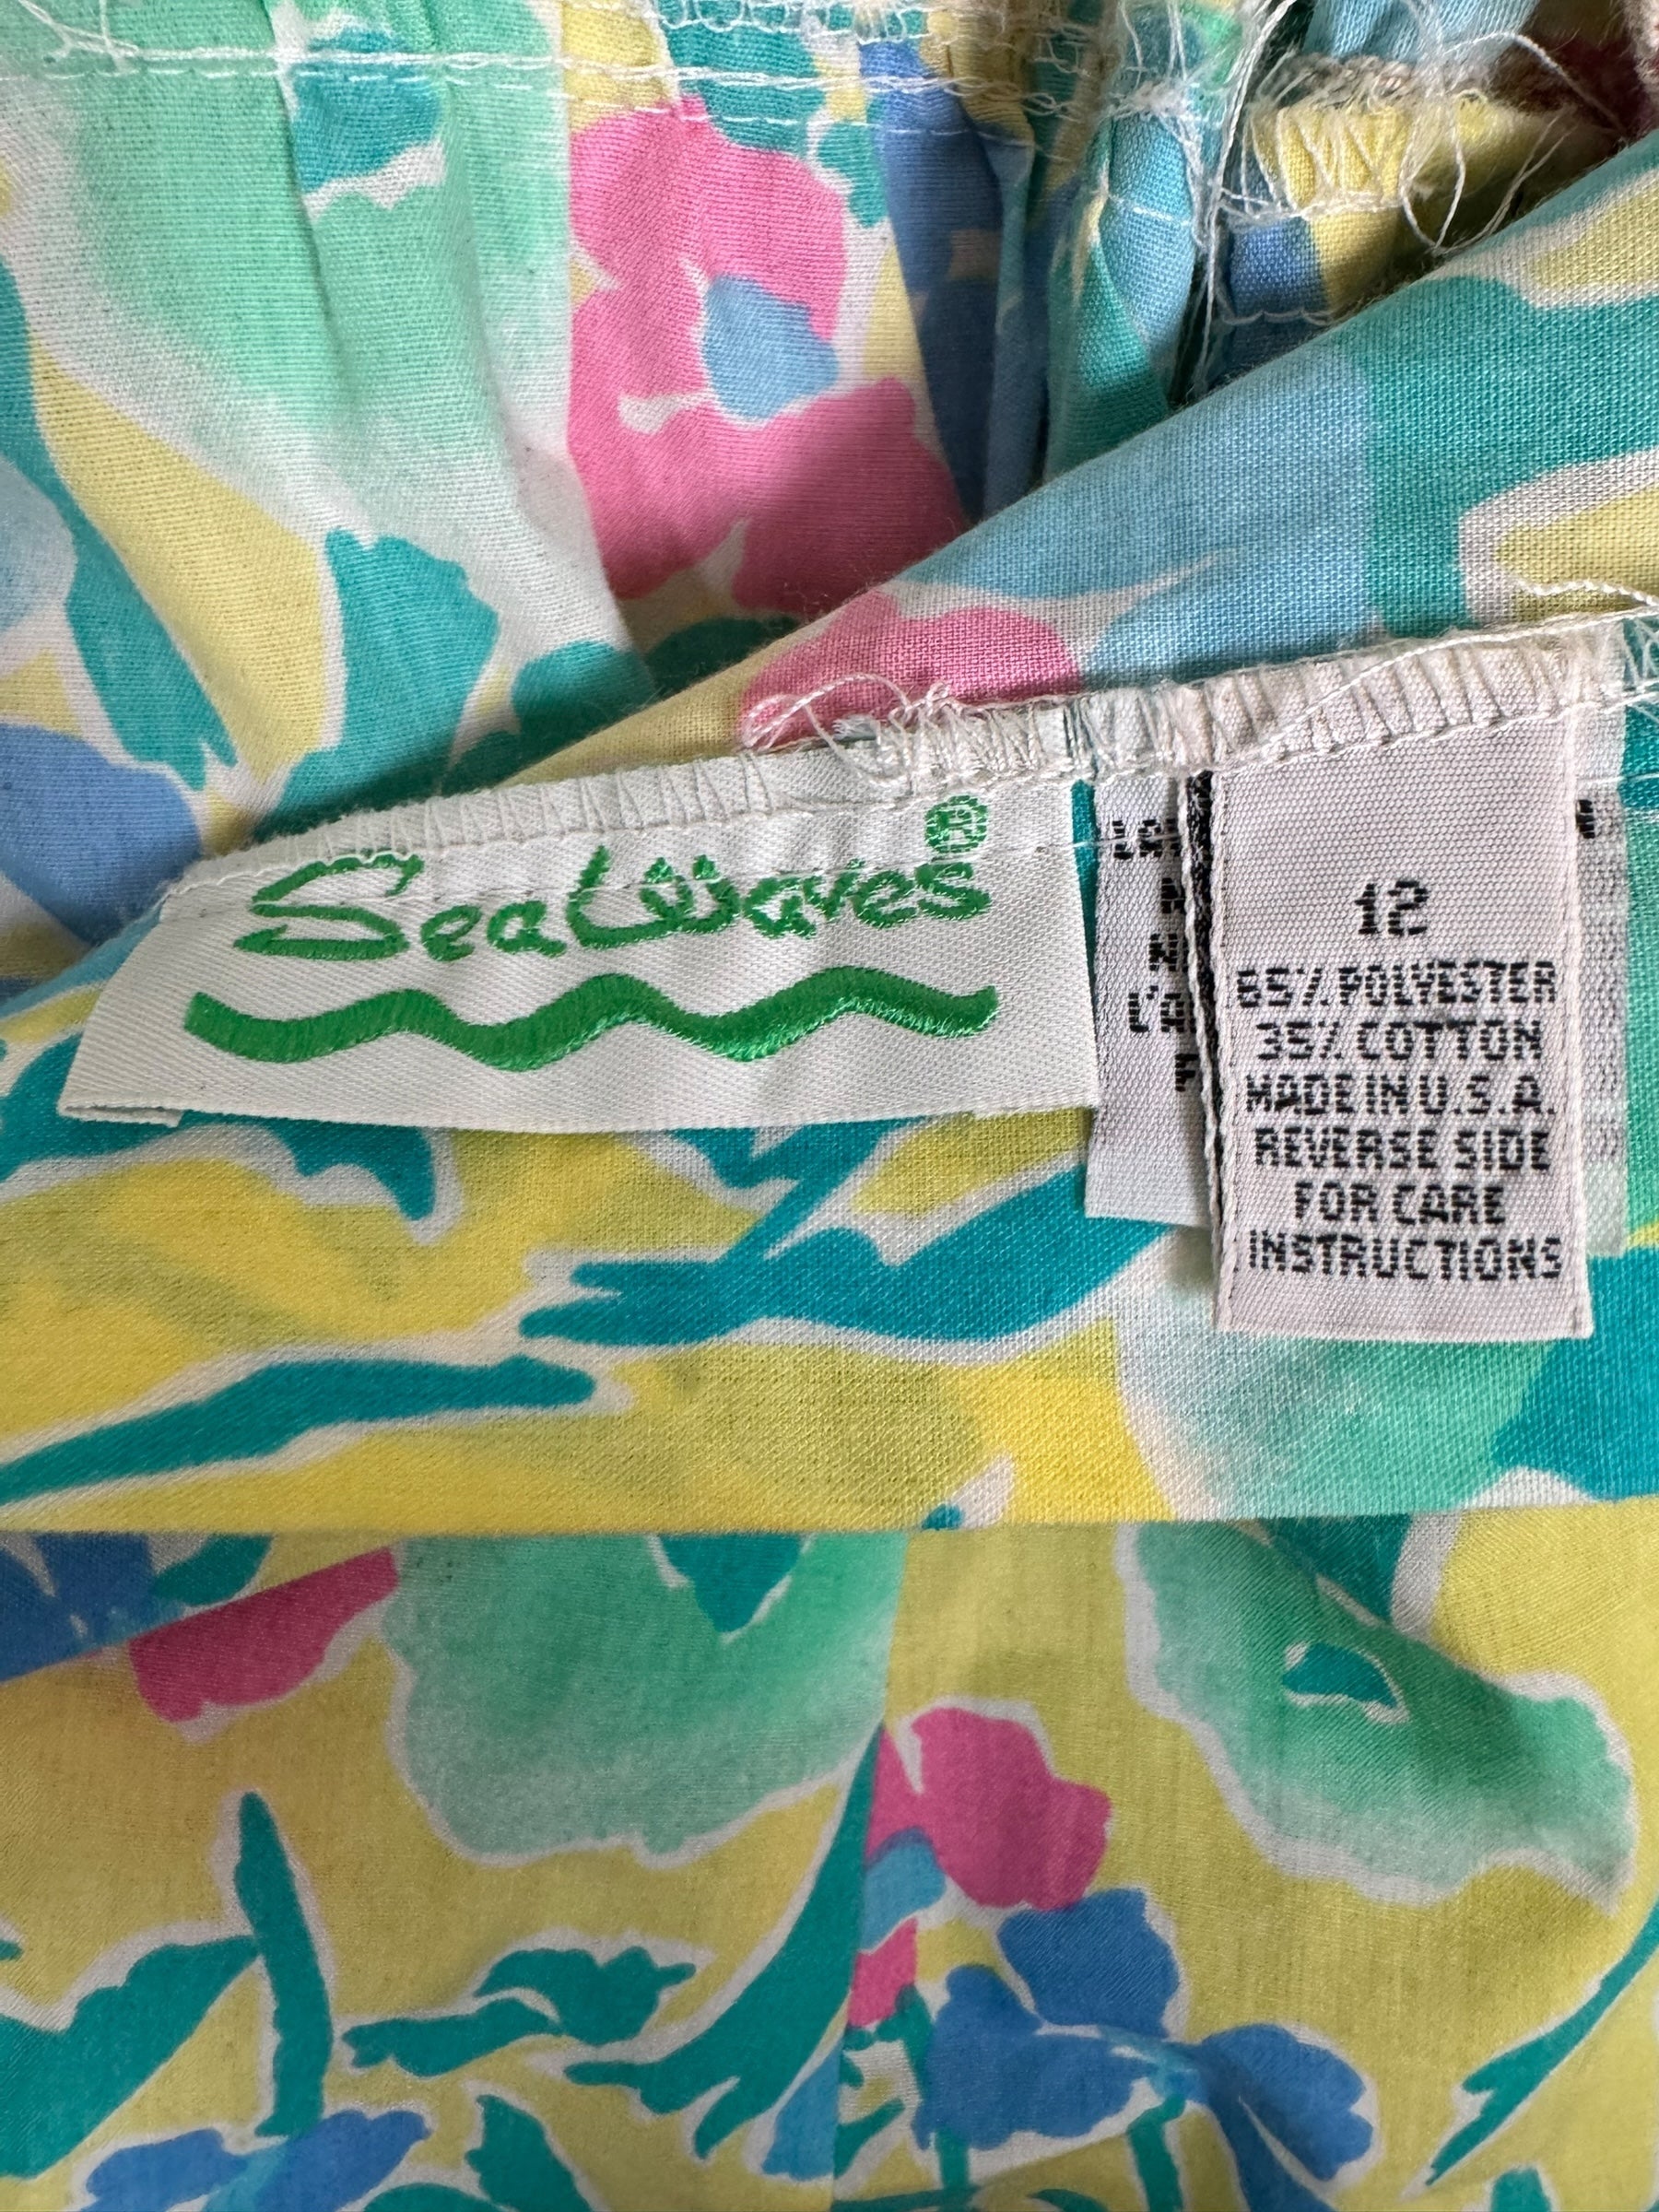 SeaWaves®
12
65% POLYESTER
35% COTTON
MADE IN U.S.A.
REVERSE SIDE
FOR CARE
INSTRUCTIONS